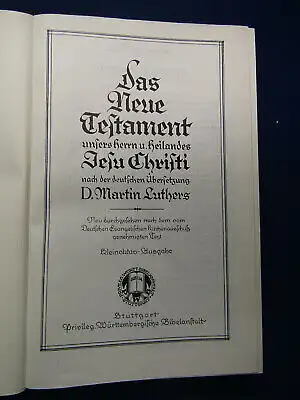 Das
Neue
Testament
unsers Herrn u. Heilandes
Jesu Christi
nach der deutschen Übersetzung
D. Martin Luthers
Neu durchgesehen nach dem vom
Deutschen Evangelischen Kirchenausschuß
genehmigten Text
Kleinoktav-Ausgabe
Stuttgart
Privileg. Württembergische Bibelanstalt